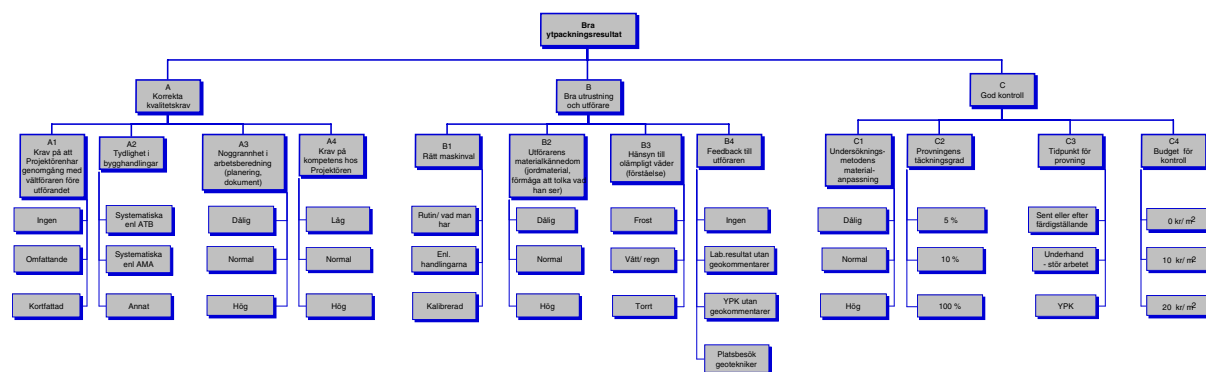 Bra
ytpackningsresultat
A
Korrekta
kvalitetskrav
B
Bra utrustning
och utförare
C
God kontroll
A1
Krav på att
Projektörenhar
genomgång med
vältföraren före
utförandet
Ingen
Omfattande
Kortfattad
A2
Tydlighet i
bygghandlingar
Systematiska
enl ATB
Systematiska
enl AMA
Annat
A3
Noggrannhet i
arbetsberedning
(planering,
dokument)
Dålig
Normal
Hög
A4
Krav på
kompetens hos
Projektören
Låg
Normal
Hög
B1
Rätt maskinval
Rutin/ vad man
har
Enl.
handlingarna
Kalibrerad
B2
Utförarens
materialkännedom
(jordmaterial,
förmåga att tolka vad
han ser)
Dålig
Normal
Hög
B3
Hänsyn till
olämpligt väder
(förståelse)
Frost
Vått/ regn
Torrt
B4
Feedback till
utföraren
Ingen
Lab.resultat utan
geokommentarer
YPK utan
geokommentarer
Platsbesök
geotekniker
C1
Undersöknings-
metodens
material-
anpassning
Dålig
Normal
Hög
C2
Provningens
täckningsgrad
5 %
10 %
100 %
C3
Tidpunkt för
provning
Sent eller efter
färdigställande
Underhand
- stör arbetet
YPK
C4
Budget för
kontroll
0 kr/ m2
10 kr/ m2
20 kr/ m2